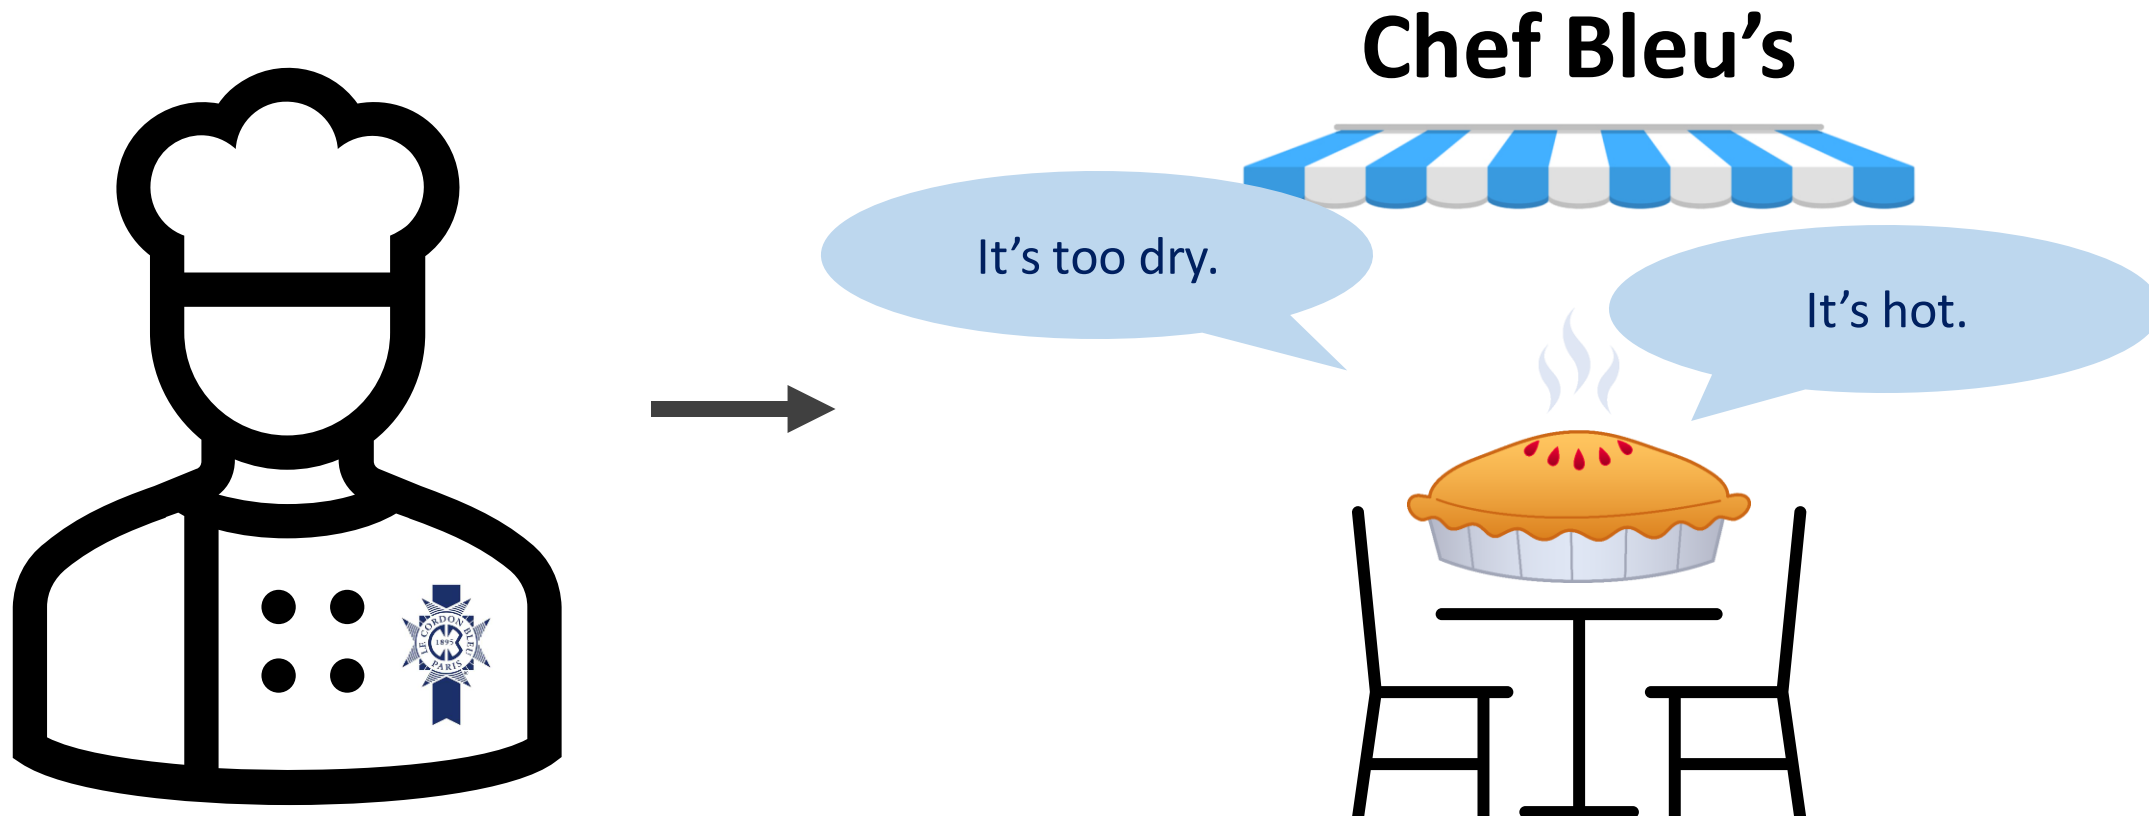 Chef Bleu’s
It’s too dry.
It’s hot.
LE CORDON BLEU
1895
PARIS